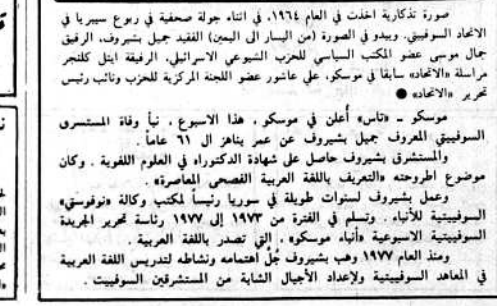 صورة تذكارية اخذت في العام ١٩٦٤، في اثناء جولة صحفية في ربوع سيبريا في
الاتحاد السوفييتي. ويبدو في الصورة (من اليسار الى اليمين) الفقيد جميل بشيروف، الرفيق
جمال موسى عضو المكتب السياسي للحزب الشيوعي الاسرائيلي، الرفيقة ايتل كلنجر
مراسلة «الاتحاد» سابقا في موسكو، علي عاشور عضو اللجنة المركزية للحزب ونائب رئيس
تحرير «الاتحاد» ●
موسكو ـ «تاس» أُعلن في موسكو ، هذا الاسبوع ، نبأ وفاة المستسرق
السوفييتي المعروف جميل بشيروف عن عمر يناهز ال ٦١ عاماً .
والمستشرق بشيروف حاصل على شهادة الدكتوراه في العلوم اللغوية . وكان
موضوع اطروحته «التعريف باللغة العربية الفصحى المعاصرة» .
وعمل بشيروف لسنوات طويلة في سوريا رئيساً لمكتب وكالة «نوفوستي»
السوفييتية للأنباء . وتسلم في الفترة من ١٩٧٣ إلى ١٩٧٧ رئاسة تحرير الجريدة
السوفييتية الاسبوعية «أنباء موسكو» ، التي تصدر باللغة العربية .
ومنذ العام ١٩٧٧ وهب بشيروف جُل اهتمامه ونشاطه لتدريس اللغة العربية
في المعاهد السوفييتية ولإعداد الأجيال الشابة من المستشرقين السوفييت .